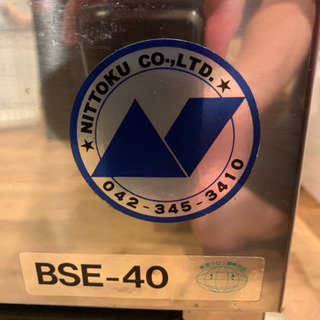 ★ NITTOKU CO.,LTD. ★
042-345-3410
BSE-40